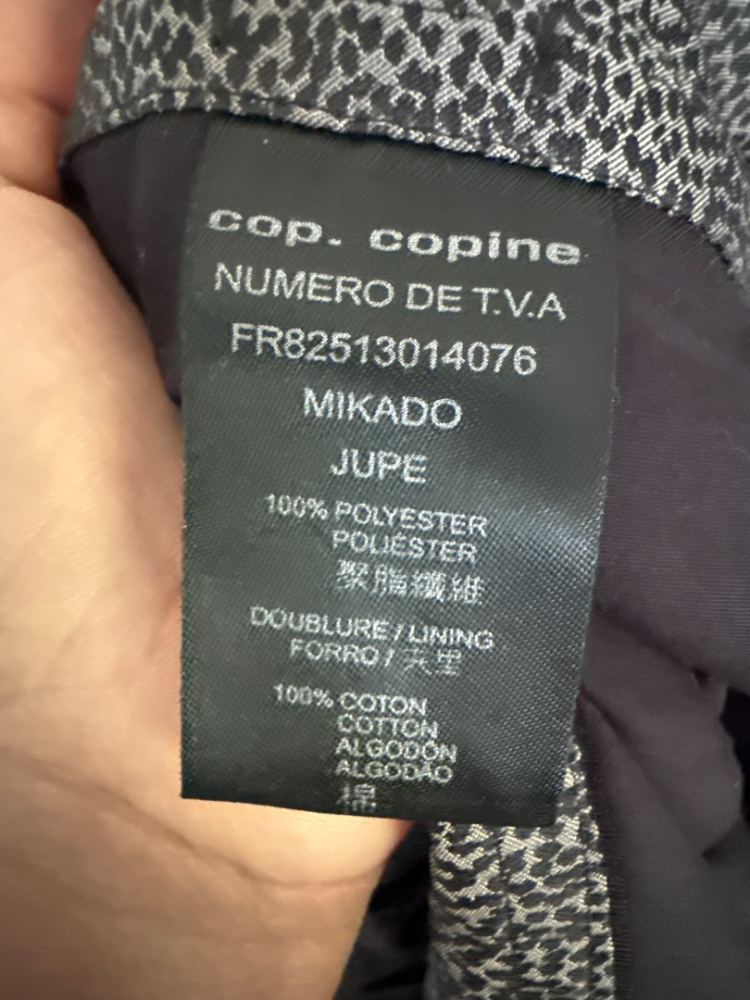 cop. copine
NUMERO DE T.V.A
FR82513014076
MIKADO
JUPE
100% POLYESTER
POLIÉSTER
聚脂纖維
DOUBLURE / LINING
FORRO / 夾里
100% COTON
COTTON
ALGODÓN
ALGODÃO
棉